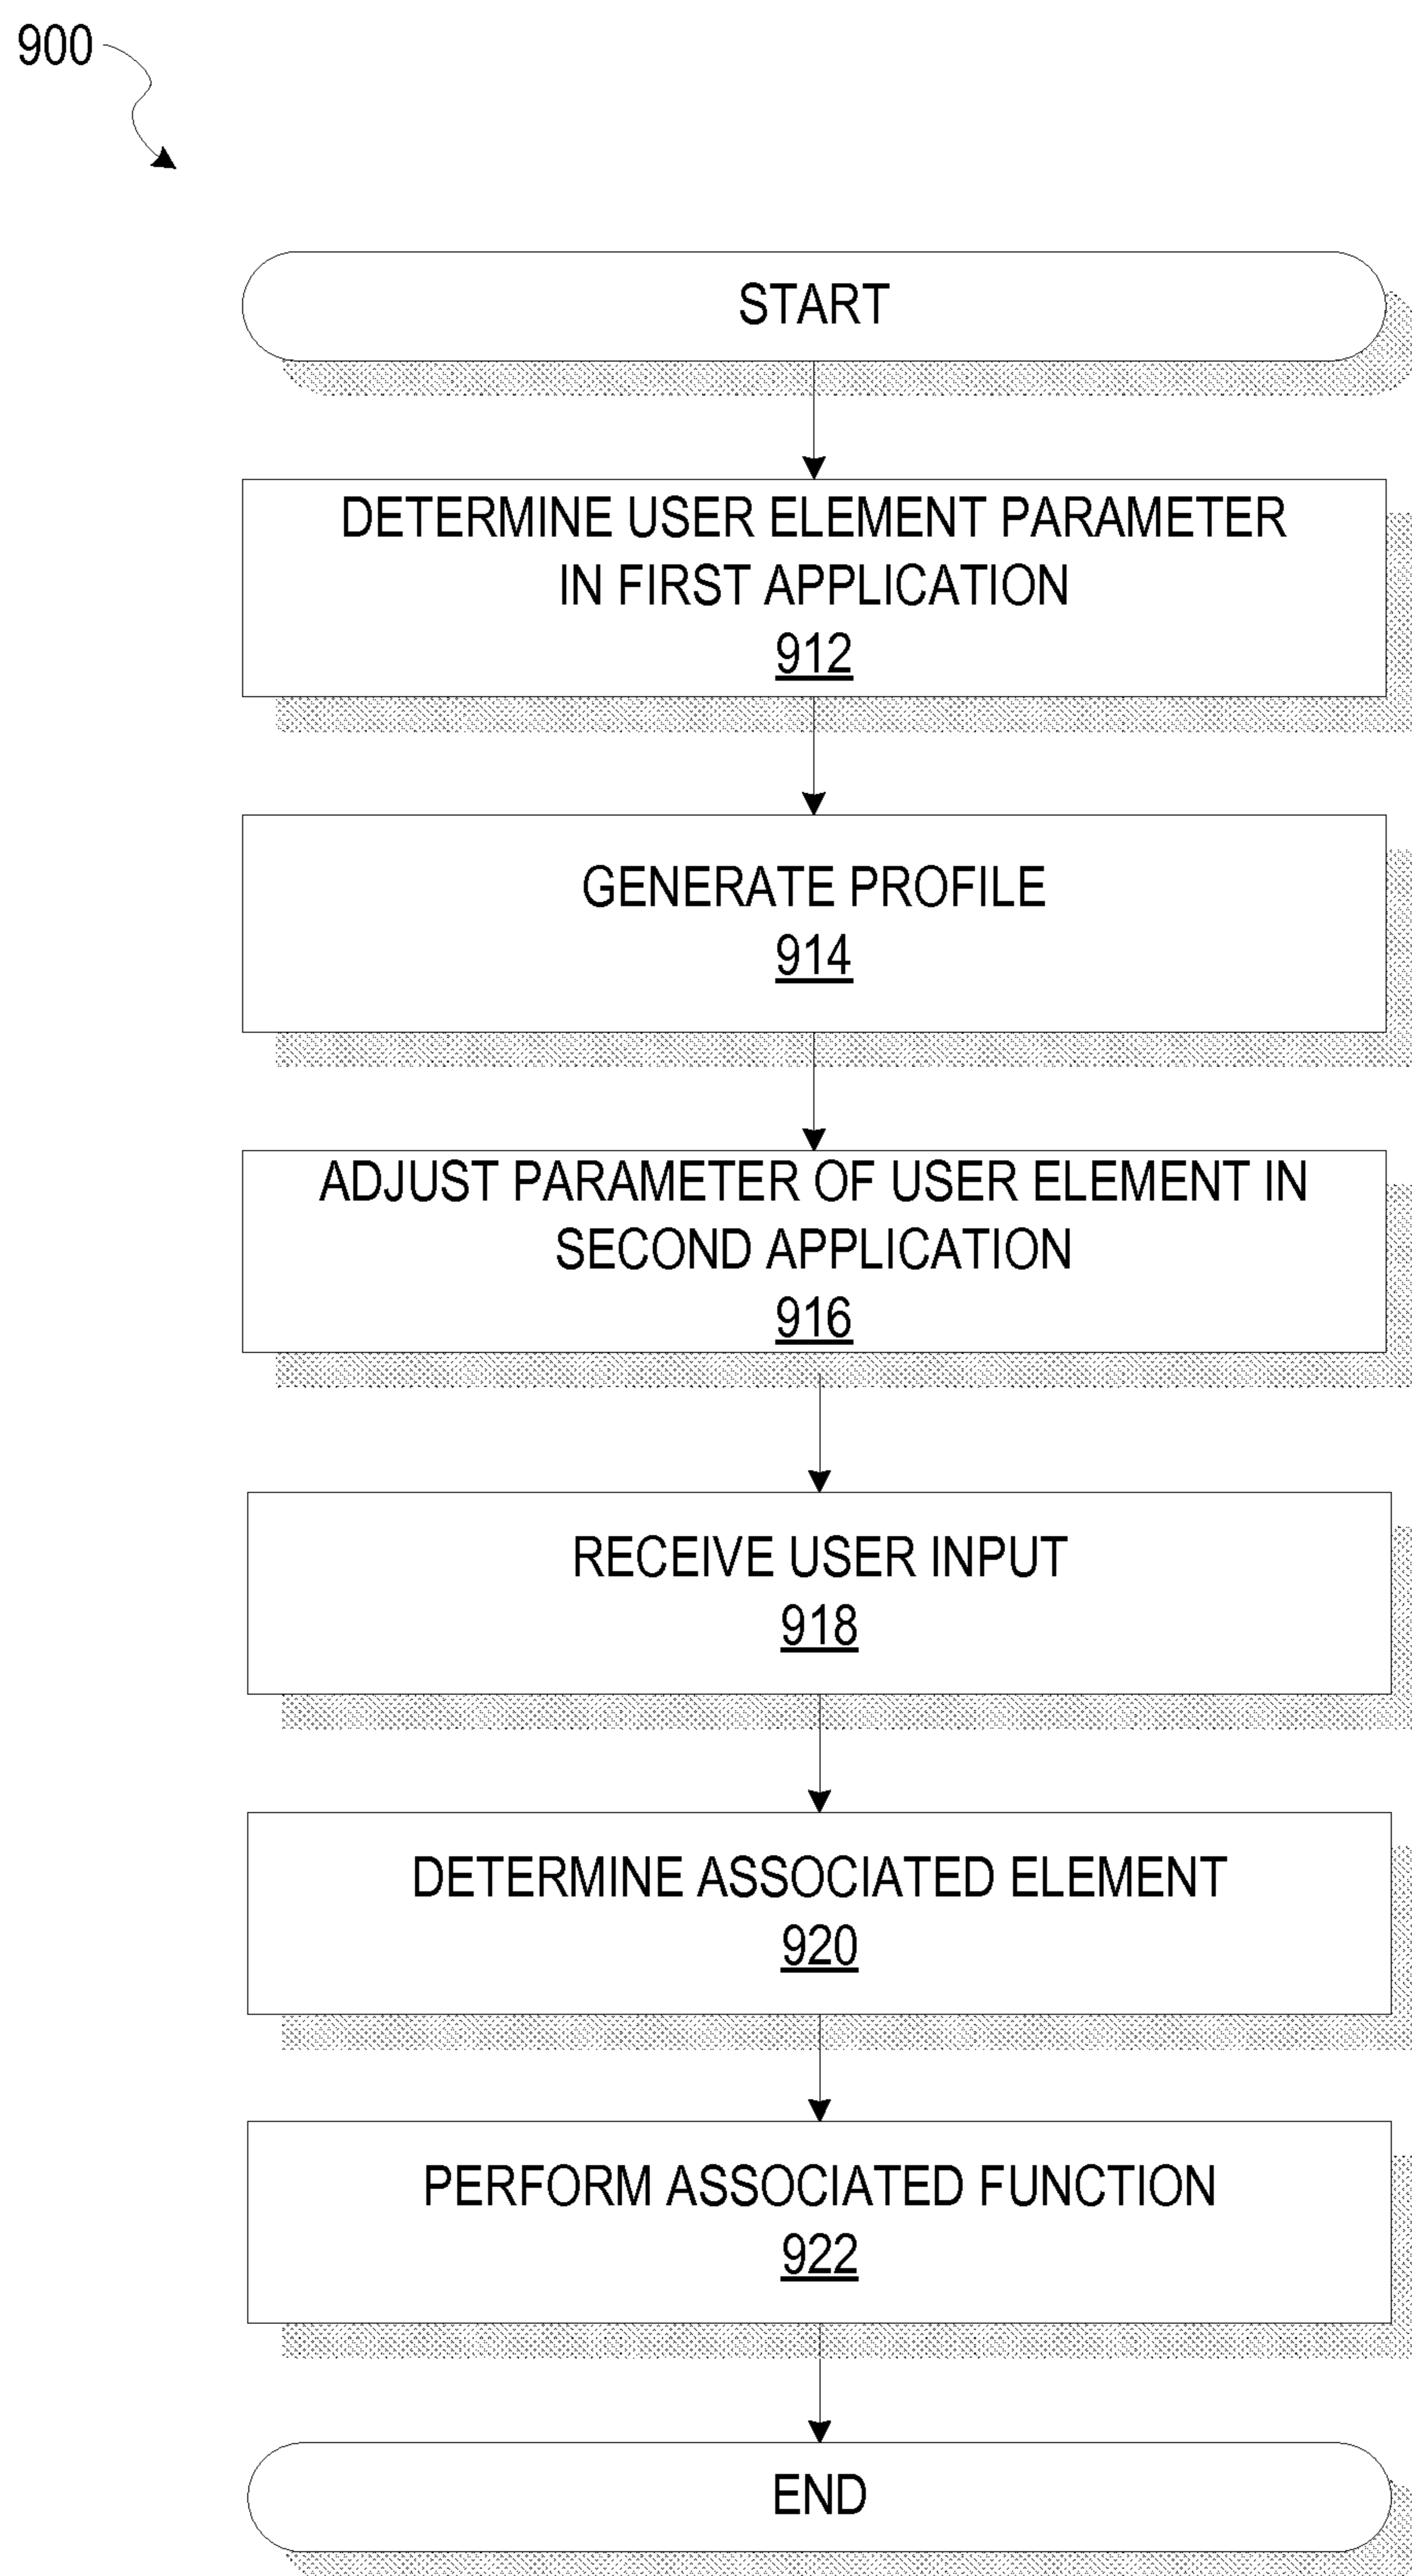 900
START
DETERMINE USER ELEMENT PARAMETER
IN FIRST APPLICATION
912
GENERATE PROFILE
914
ADJUST PARAMETER OF USER ELEMENT IN
SECOND APPLICATION
916
RECEIVE USER INPUT
918
DETERMINE ASSOCIATED ELEMENT
920
PERFORM ASSOCIATED FUNCTION
922
END